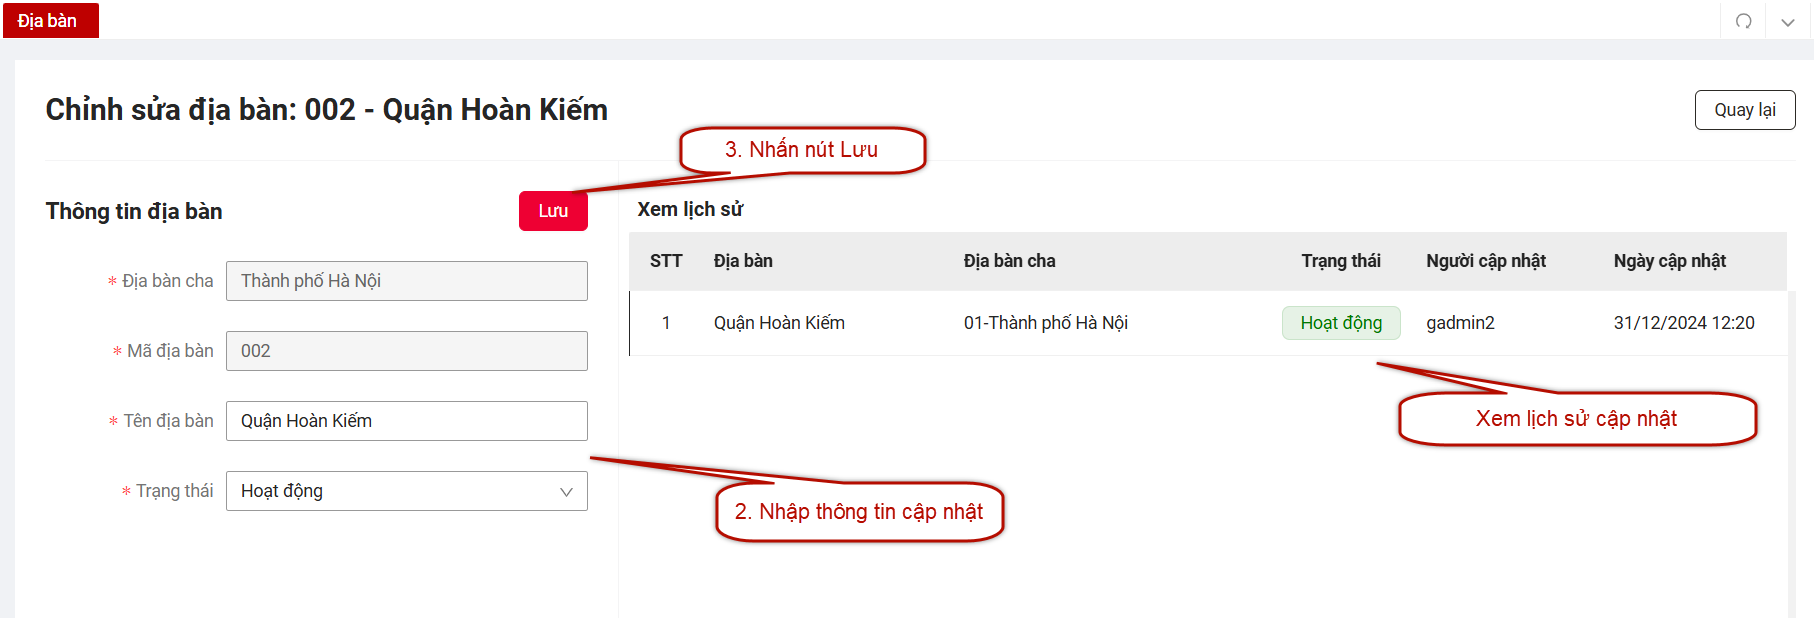 Địa bàn
Chỉnh sửa địa bàn: 002 - Quận Hoàn Kiếm
Quay lại
3. Nhấn nút Lưu
Thông tin địa bàn
Lưu
* Địa bàn cha
Thành phố Hà Nội
* Mã địa bàn
002
* Tên địa bàn
Quận Hoàn Kiếm
* Trạng thái
Hoạt động
2. Nhập thông tin cập nhật
Xem lịch sử
STT Địa bàn Địa bàn cha Trạng thái Người cập nhật Ngày cập nhật
1 Quận Hoàn Kiếm 01-Thành phố Hà Nội Hoạt động gadmin2 31/12/2024 12:20
Xem lịch sử cập nhật